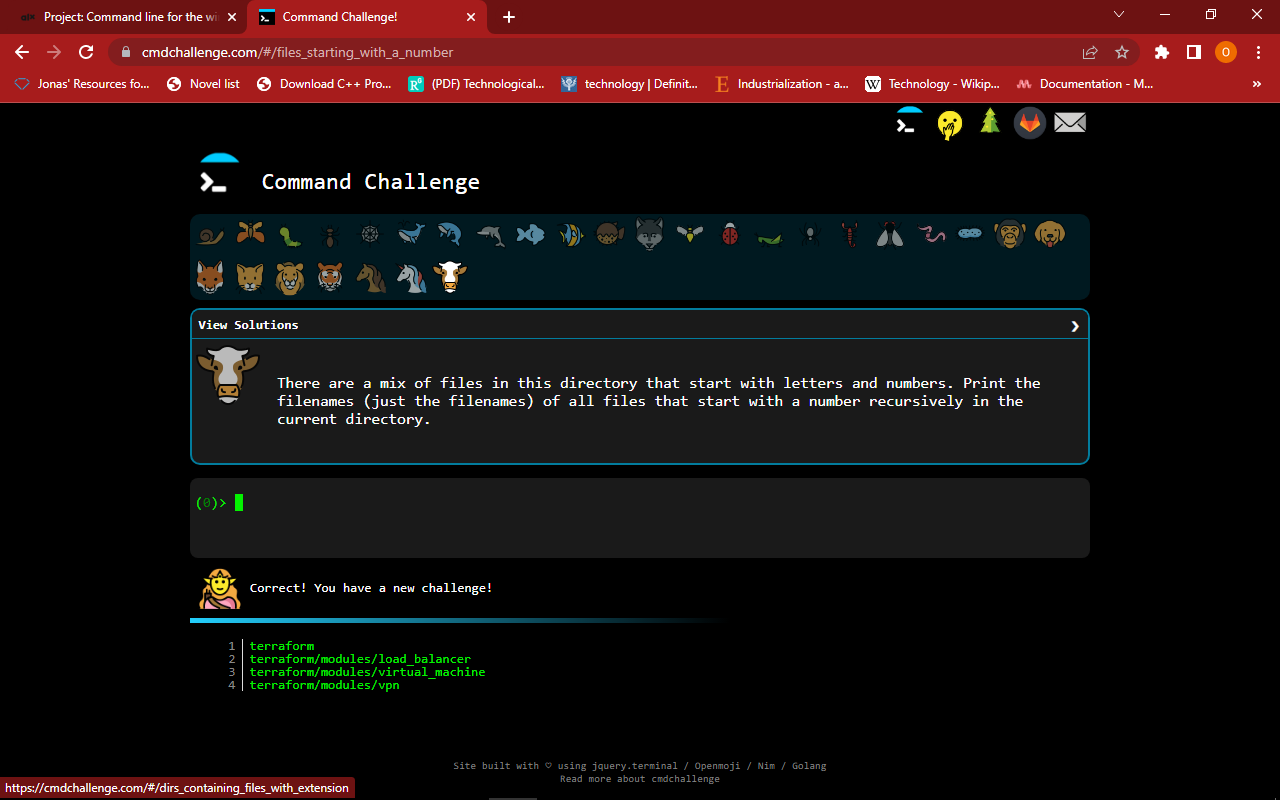 Project: Command line for the wi
Command Challenge!
cmdchallenge.com/#/files_starting_with_a_number
O
Jonas' Resources fo...
Novel list
Download C++ Pro...
(PDF) Technological...
technology | Definit...
Industrialization - a...
Technology - Wikip...
Documentation - M...
»
Command Challenge
View Solutions
There are a mix of files in this directory that start with letters and numbers. Print the
filenames (just the filenames) of all files that start with a number recursively in the
current directory.
(0)>
Correct! You have a new challenge!
1 terraform
2 terraform/modules/load_balancer
3 terraform/modules/virtual_machine
4 terraform/modules/vpn
Site built with ♡ using jquery.terminal / Openmoji / Nim / Golang
Read more about cmdchallenge
https://cmdchallenge.com/#/dirs_containing_files_with_extension